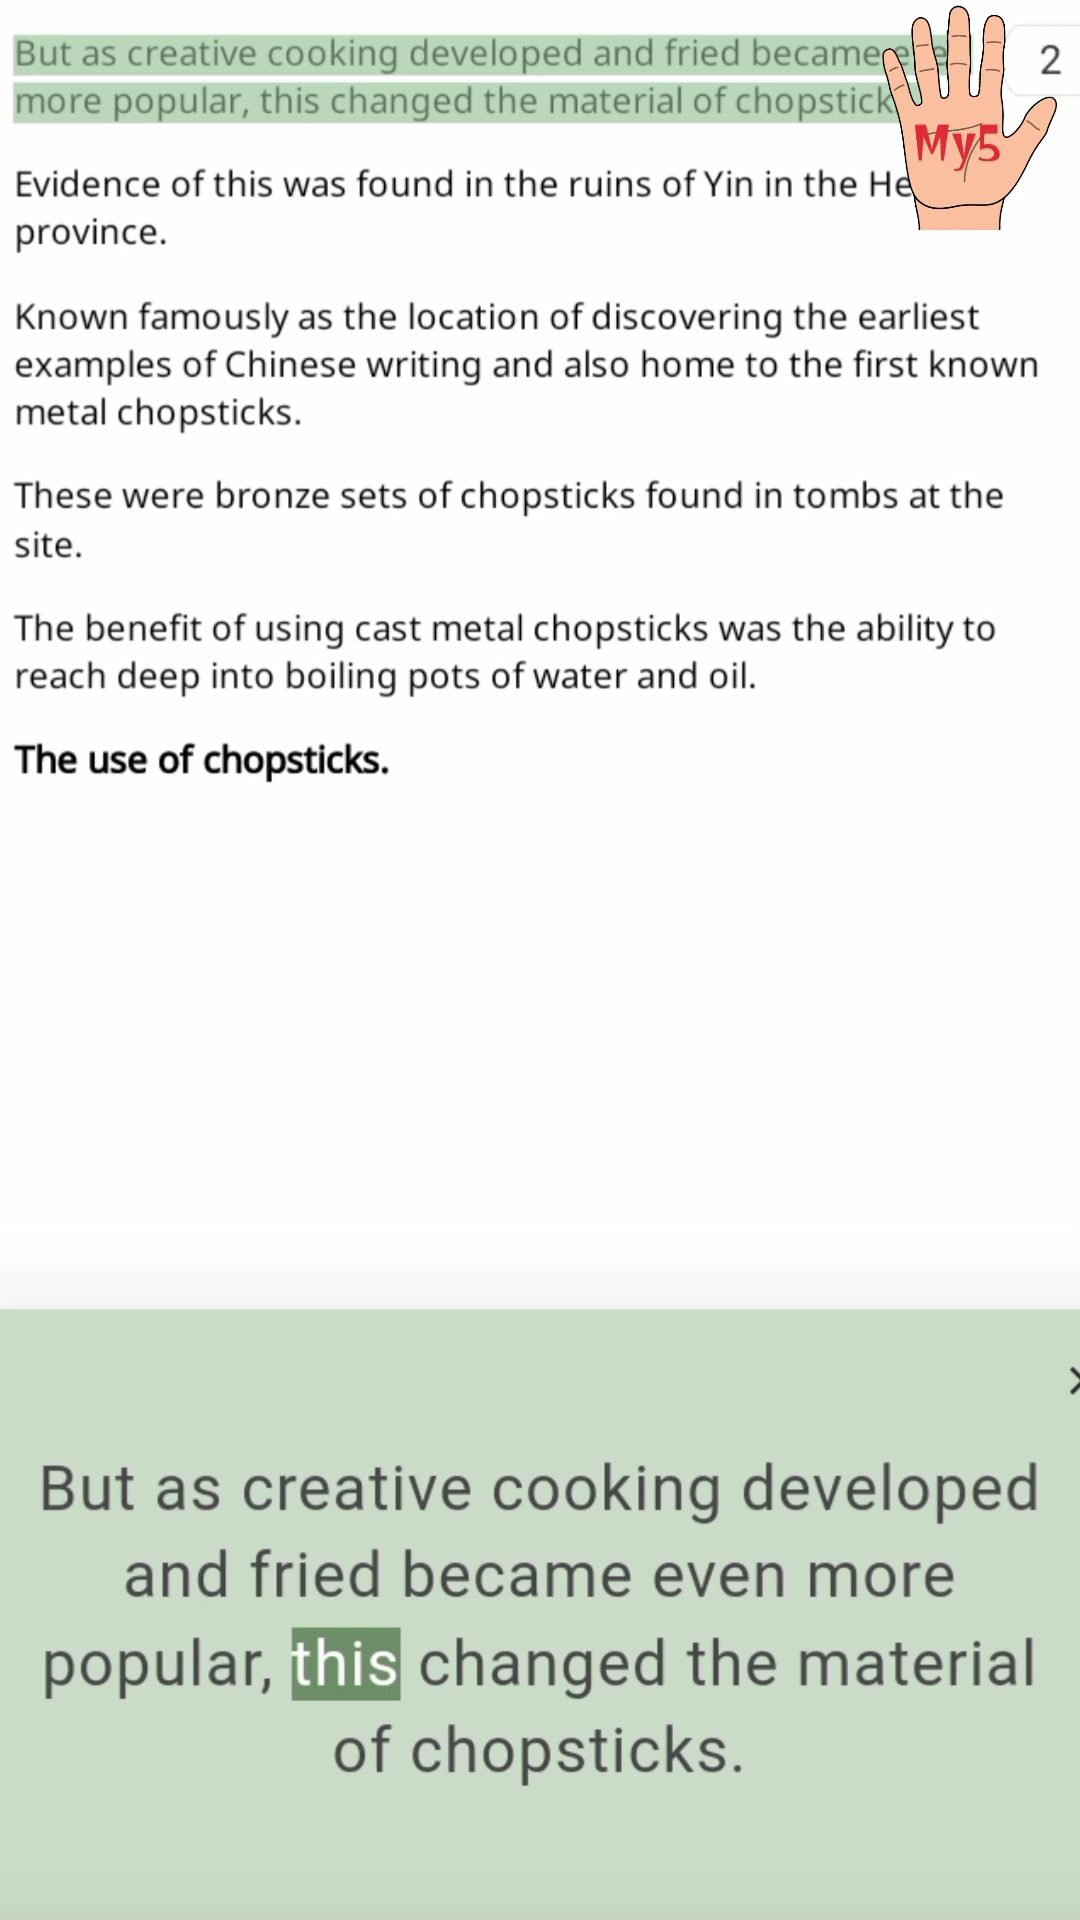 But as creative cooking developed and fried became
more popular, this changed the material of chopstick
2
My5
Evidence of this was found in the ruins of Yin in the He
province.
Known famously as the location of discovering the earliest
examples of Chinese writing and also home to the first known
metal chopsticks.
These were bronze sets of chopsticks found in tombs at the
site.
The benefit of using cast metal chopsticks was the ability to
reach deep into boiling pots of water and oil.
The use of chopsticks.
But as creative cooking developed
and fried became even more
popular, this changed the material
of chopsticks.